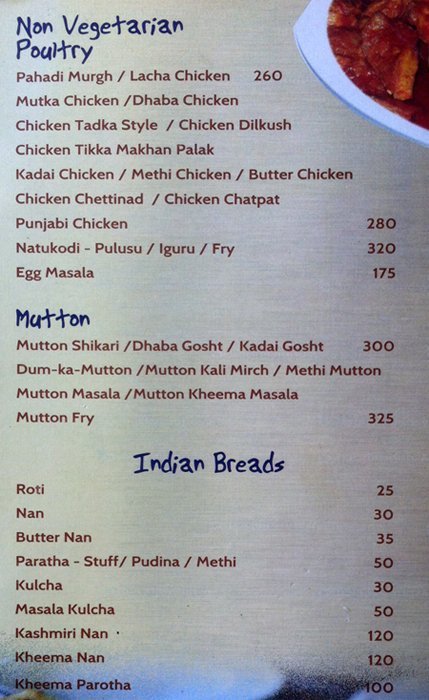 Non Vegetarian
Poultry
Pahadi Murgh / Lacha Chicken 260
Mutka Chicken /Dhaba Chicken
Chicken Tadka Style / Chicken Dilkush
Chicken Tikka Makhan Palak
Kadai Chicken / Methi Chicken / Butter Chicken
Chicken Chettinad / Chicken Chatpat
Punjabi Chicken 280
Natukodi - Pulusu / Iguru / Fry 320
Egg Masala 175
Mutton
Mutton Shikari /Dhaba Gosht / Kadai Gosht 300
Dum-ka-Mutton /Mutton Kali Mirch / Methi Mutton
Mutton Masala /Mutton Kheema Masala
Mutton Fry 325
Indian Breads
Roti 25
Nan 30
Butter Nan 35
Paratha - Stuff/ Pudina / Methi 50
Kulcha 30
Masala Kulcha 50
Kashmiri Nan 120
Kheema Nan 120
Kheema Parotha 100